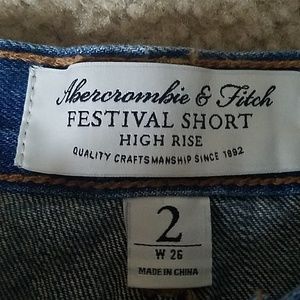 Abercrombie & Fitch
FESTIVAL SHORT
HIGH RISE
QUALITY CRAFTSMANSHIP SINCE 1892
2
W 26
MADE IN CHINA